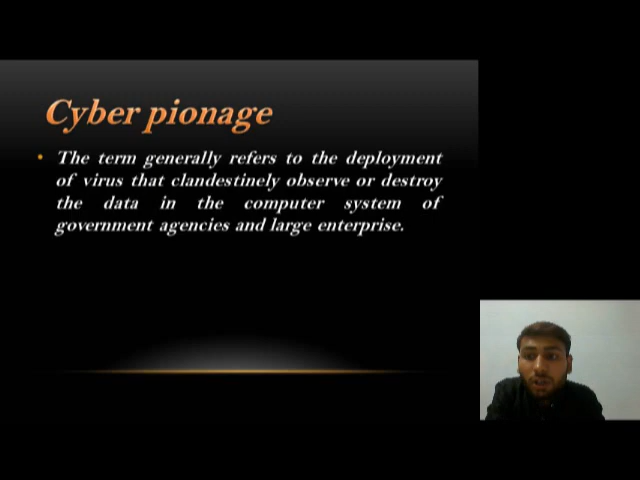 Cyber pionage
• The term generally refers to the deployment
of virus that clandestinely observe or destroy
the data in the computer system of
government agencies and large enterprise.